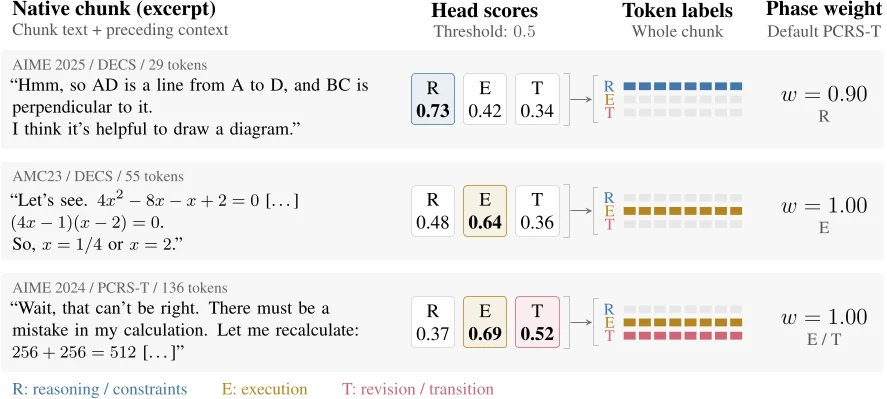 Native chunk (excerpt) Head scores Token labels Phase weight
Chunk text + preceding context Threshold: 0.5 Whole chunk Default PCRS-T
AIME 2025 / DECS / 29 tokens
“Hmm, so AD is a line from A to D, and BC is
perpendicular to it.
I think it’s helpful to draw a diagram.”
R E T
0.73 0.42 0.34
R
E
T
w = 0.90
R
AMC23 / DECS / 55 tokens
“Let’s see. 4x² − 8x − x + 2 = 0 [...]
(4x − 1)(x − 2) = 0.
So, x = 1/4 or x = 2.”
R E T
0.48 0.64 0.36
R
E
T
w = 1.00
E
AIME 2024 / PCRS-T / 136 tokens
“Wait, that can’t be right. There must be a
mistake in my calculation. Let me recalculate:
256 + 256 = 512 [...]”
R E T
0.37 0.69 0.52
R
E
T
w = 1.00
E / T
R: reasoning / constraints E: execution T: revision / transition